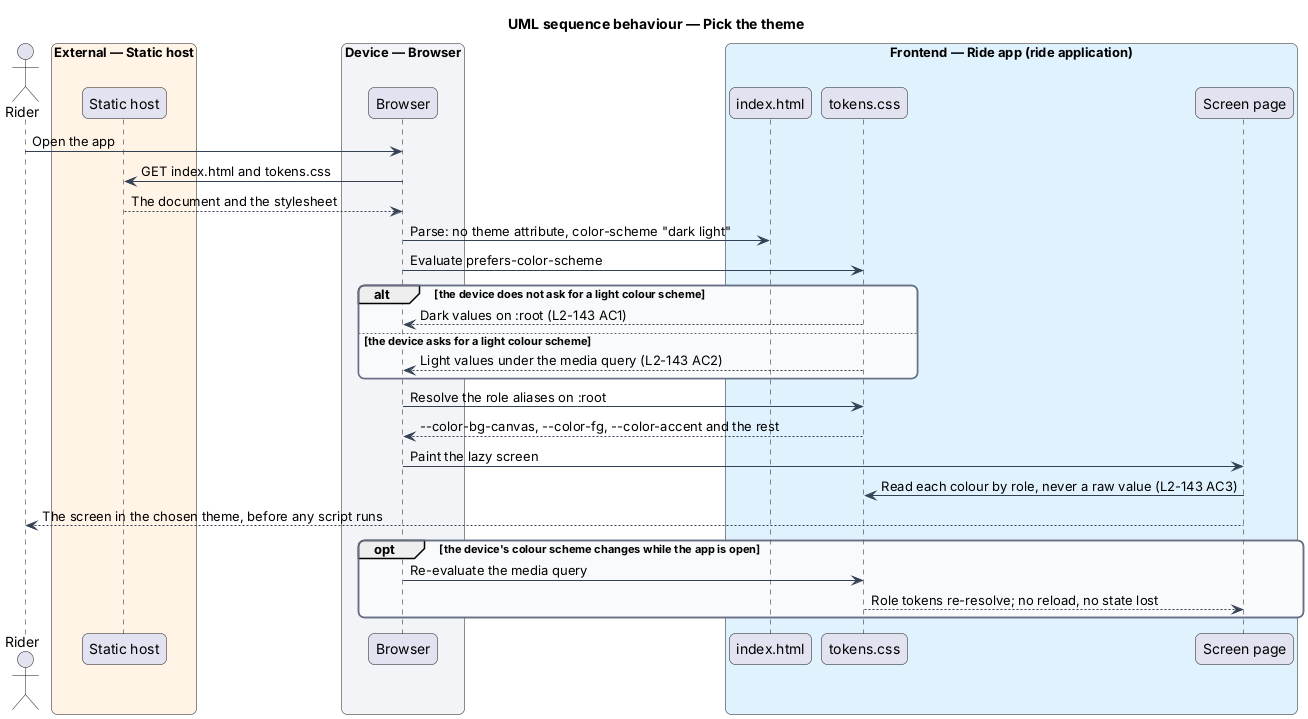 UML sequence behaviour — Pick the theme
External — Static host
Device — Browser
Frontend — Ride app (ride application)
Rider
Static host
Browser
index.html
tokens.css
Screen page
Open the app
GET index.html and tokens.css
The document and the stylesheet
Parse: no theme attribute, color-scheme "dark light"
Evaluate prefers-color-scheme
alt
[the device does not ask for a light colour scheme]
Dark values on :root (L2-143 AC1)
[the device asks for a light colour scheme]
Light values under the media query (L2-143 AC2)
Resolve the role aliases on :root
--color-bg-canvas, --color-fg, --color-accent and the rest
Paint the lazy screen
Read each colour by role, never a raw value (L2-143 AC3)
The screen in the chosen theme, before any script runs
opt
[the device's colour scheme changes while the app is open]
Re-evaluate the media query
Role tokens re-resolve; no reload, no state lost
Rider
Static host
Browser
index.html
tokens.css
Screen page